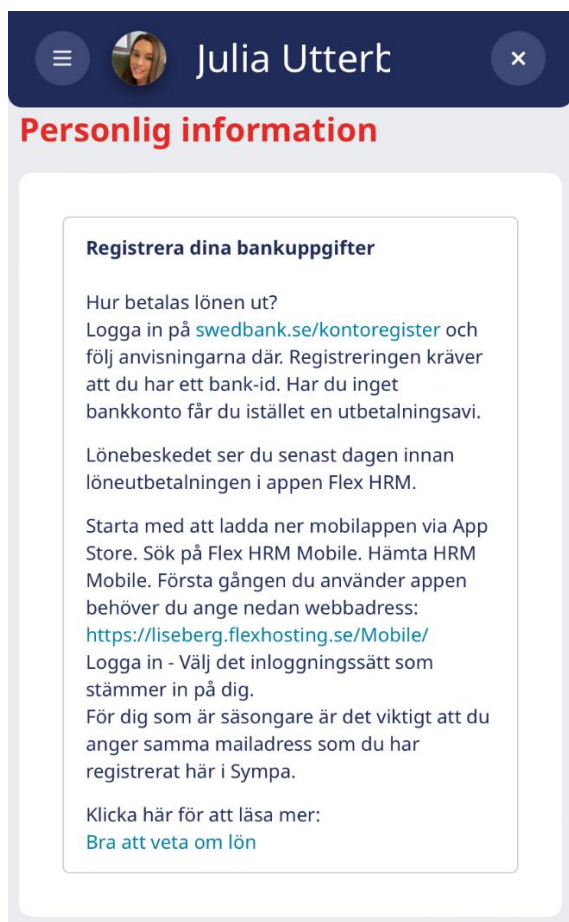 Julia Utterb
Personlig information
Registrera dina bankuppgifter
Hur betalas lönen ut?
Logga in på swedbank.se/kontoregister och
följ anvisningarna där. Registreringen kräver
att du har ett bank-id. Har du inget
bankkonto får du istället en utbetalningsavi.
Lönebeskedet ser du senast dagen innan
löneutbetalningen i appen Flex HRM.
Starta med att ladda ner mobilappen via App
Store. Sök på Flex HRM Mobile. Hämta HRM
Mobile. Första gången du använder appen
behöver du ange nedan webbadress:
https://liseberg.flexhosting.se/Mobile/
Logga in - Välj det inloggningssätt som
stämmer in på dig.
För dig som är säsongare är det viktigt att du
anger samma mailadress som du har
registrerat här i Sympa.
Klicka här för att läsa mer:
Bra att veta om lön